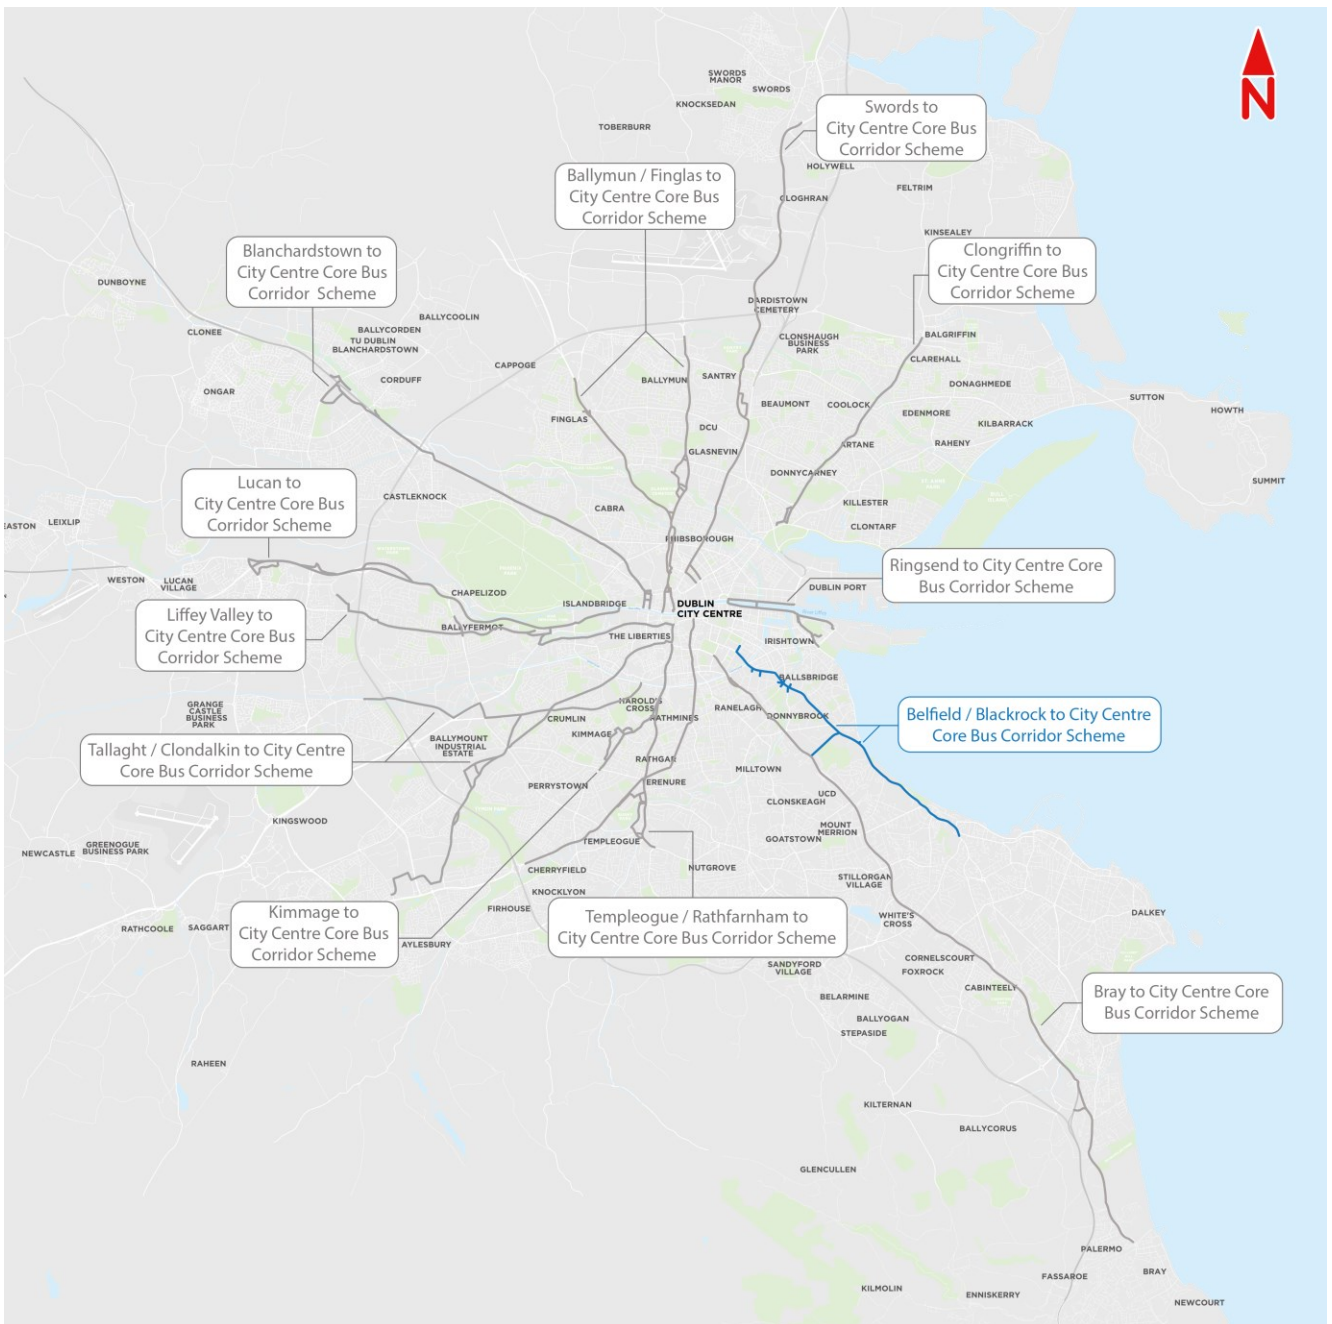 N
SWORDS
MANOR
SWORDS
KNOCKSEDAN
TOBERBURR
Swords to
City Centre Core Bus
Corridor Scheme
HOLYWELL
FELTRIM
CLOGHRAN
Ballymun / Finglas to
City Centre Core Bus
Corridor Scheme
KINSEALEY
Clongriffin to
City Centre Core Bus
Corridor Scheme
Blanchardstown to
City Centre Core Bus
Corridor Scheme
DUNBOYNE
DARDISTOWN
CEMETERY
BALLYCOOLIN
CLONEE
BALLYCORDEN
TU DUBLIN
BLANCHARDSTOWN
CLONSHAUGH
BUSINESS
PARK
BALGRIFFIN
CLAREHALL
CAPPOGE
CORDUFF
BALLYMUN
SANTRY
DONAGHMEDE
ONGAR
SUTTON
HOWTH
BEAUMONT
COOLOCK
EDENMORE
KILBARRACK
FINGLAS
DCU
GLASNEVIN
ARTANE
RAHENY
DONNYCARNEY
SUMMIT
Lucan to
City Centre Core Bus
Corridor Scheme
CASTLEKNOCK
CABRA
KILLESTER
CLONTARF
EASTON
LEIXLIP
PHIBSBOROUGH
Ringsend to City Centre Core
Bus Corridor Scheme
WESTON
LUCAN
VILLAGE
CHAPELIZOD
ISLANDBRIDGE
DUBLIN PORT
DUBLIN
CITY CENTRE
Liffey Valley to
City Centre Core Bus
Corridor Scheme
BALLYFERMOT
THE LIBERTIES
IRISHTOWN
BALLSBRIDGE
GRANGE
CASTLE
BUSINESS
PARK
HAROLD'S
CROSS
RANELAGH
DONNYBROOK
Belfield / Blackrock to City Centre
Core Bus Corridor Scheme
CRUMLIN
RATHMINES
KIMMAGE
BALLYMOUNT
INDUSTRIAL
ESTATE
Tallaght / Clondalkin to City Centre
Core Bus Corridor Scheme
RATHGAR
MILLTOWN
PERRYSTOWN
ERENURE
UCD
CLONSKEAGH
KINGSWOOD
MOUNT
MERRION
GOATSTOWN
TEMPLEOGUE
NEWCASTLE
GREENOGUE
BUSINESS PARK
CHERRYFIELD
NUTGROVE
STILLORGAN
VILLAGE
KNOCKLYON
FIRHOUSE
Kimmage to
City Centre Core Bus
Corridor Scheme
Templeogue / Rathfarnham to
City Centre Core Bus Corridor Scheme
WHITE'S
CROSS
DALKEY
RATHCOOLE
SAGGART
AYLESBURY
SANDYFORD
VILLAGE
CORNELSCOURT
FOXROCK
CABINTEELY
BELARMINE
Bray to City Centre Core
Bus Corridor Scheme
BALLYOGAN
STEPASIDE
RAHEEN
KILTERNAN
BALLYCORUS
GLENCULLEN
PALERMO
BRAY
FASSAROE
KILMOLIN
ENNISKERRY
NEWCOURT